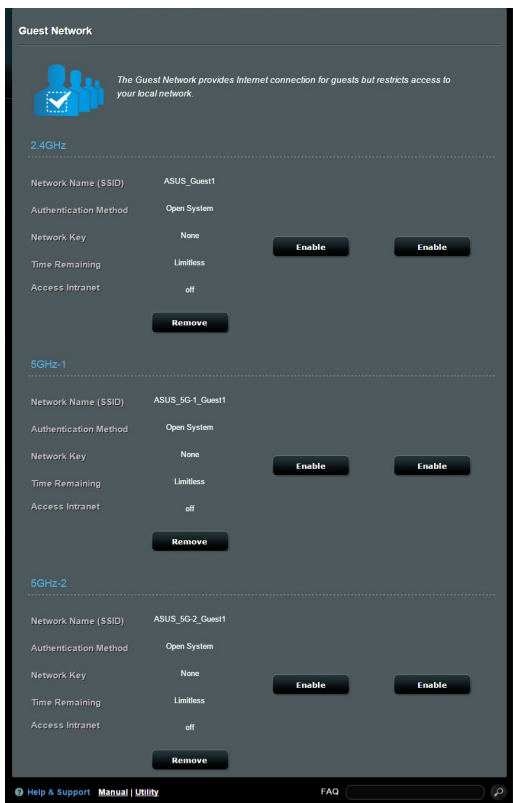 Guest Network
The Guest Network provides Internet connection for guests but restricts access to
your local network.
2.4GHz
Network Name (SSID) ASUS_Guest1
Authentication Method Open System
Network Key None
Enable Enable
Time Remaining Limitless
Access Intranet off
Remove
5GHz-1
Network Name (SSID) ASUS_5G-1_Guest1
Authentication Method Open System
Network Key None
Enable Enable
Time Remaining Limitless
Access Intranet off
Remove
5GHz-2
Network Name (SSID) ASUS_5G-2_Guest1
Authentication Method Open System
Network Key None
Enable Enable
Time Remaining Limitless
Access Intranet off
Remove
? Help & Support Manual | Utility FAQ